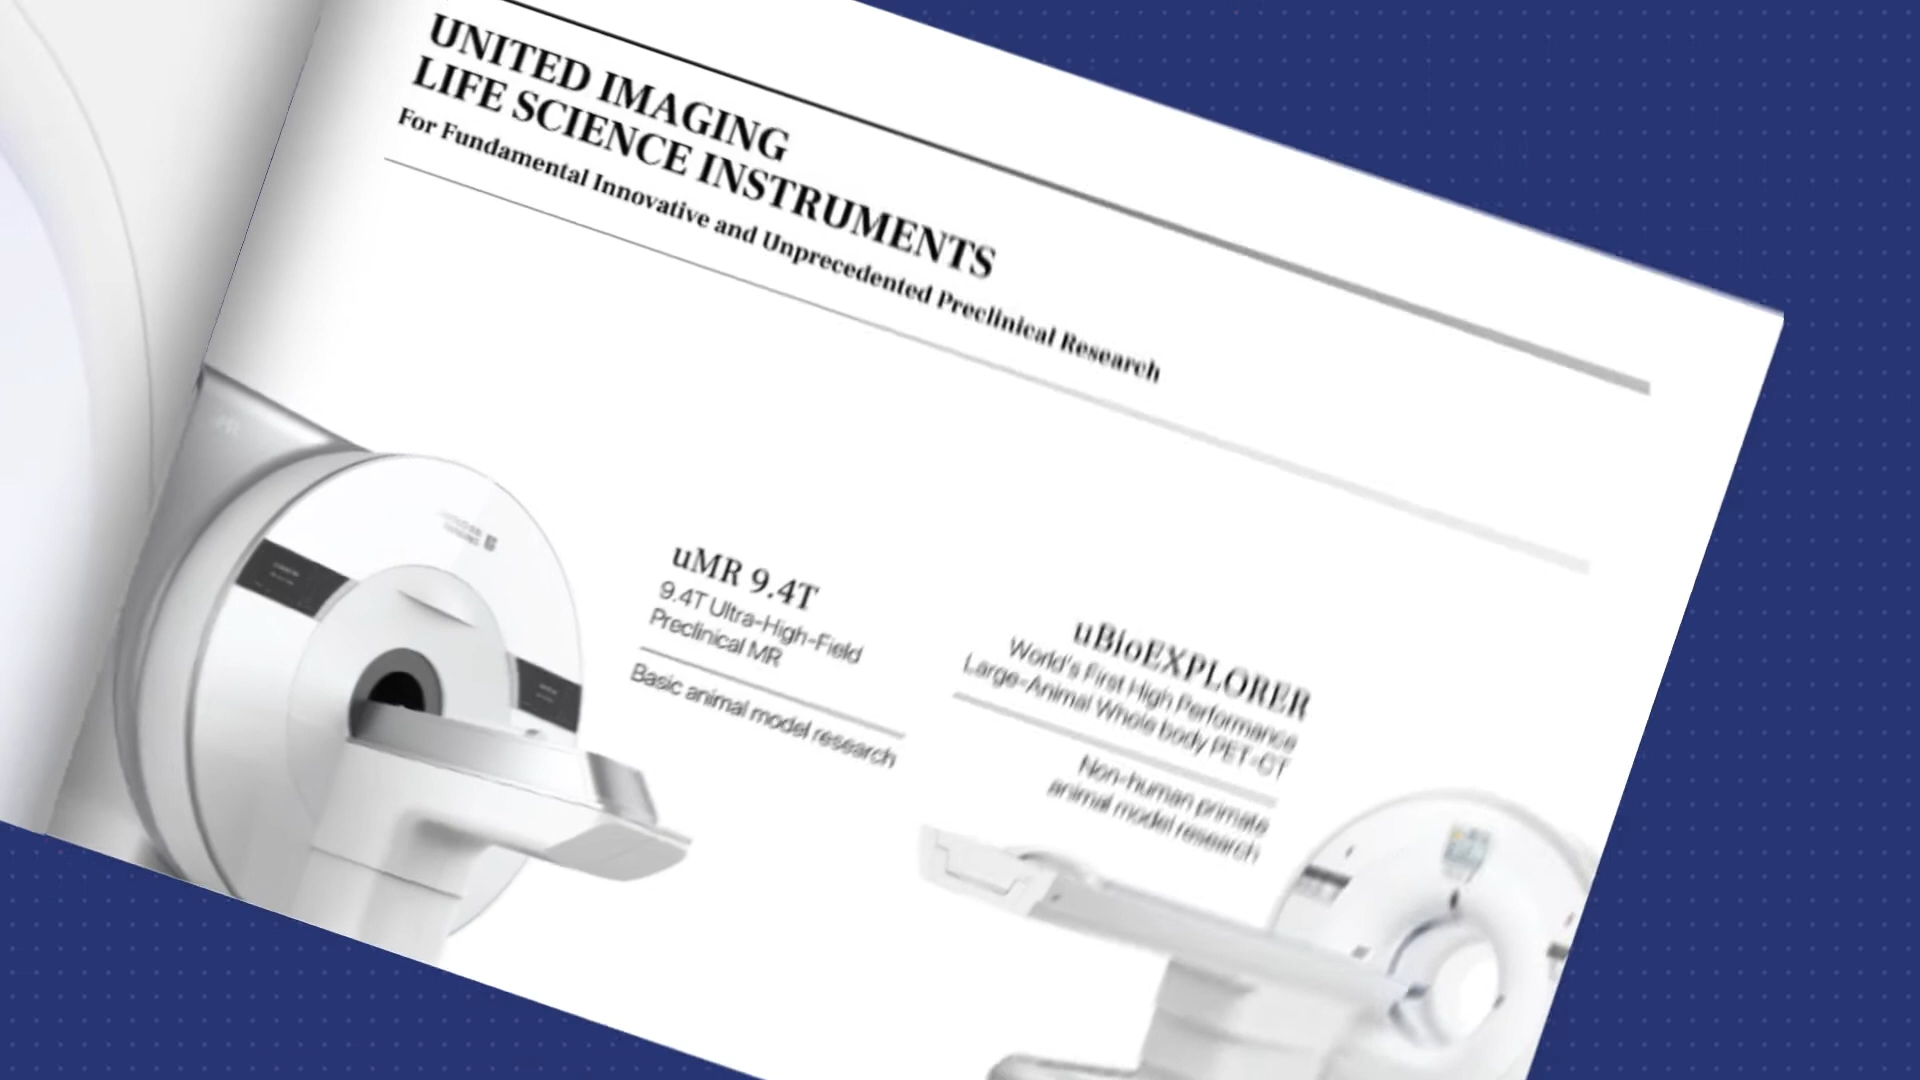 UNITED IMAGING
LIFE SCIENCE INSTRUMENTS
For Fundamental Innovative and Unprecedented Preclinical Research
uMR 9.4T
9.4T Ultra-High-Field
Preclinical MR
Basic animal model research
uBioEXPLORER
World's First High Performance
Large-Animal Whole body PET-CT
Non-human primate
animal model research